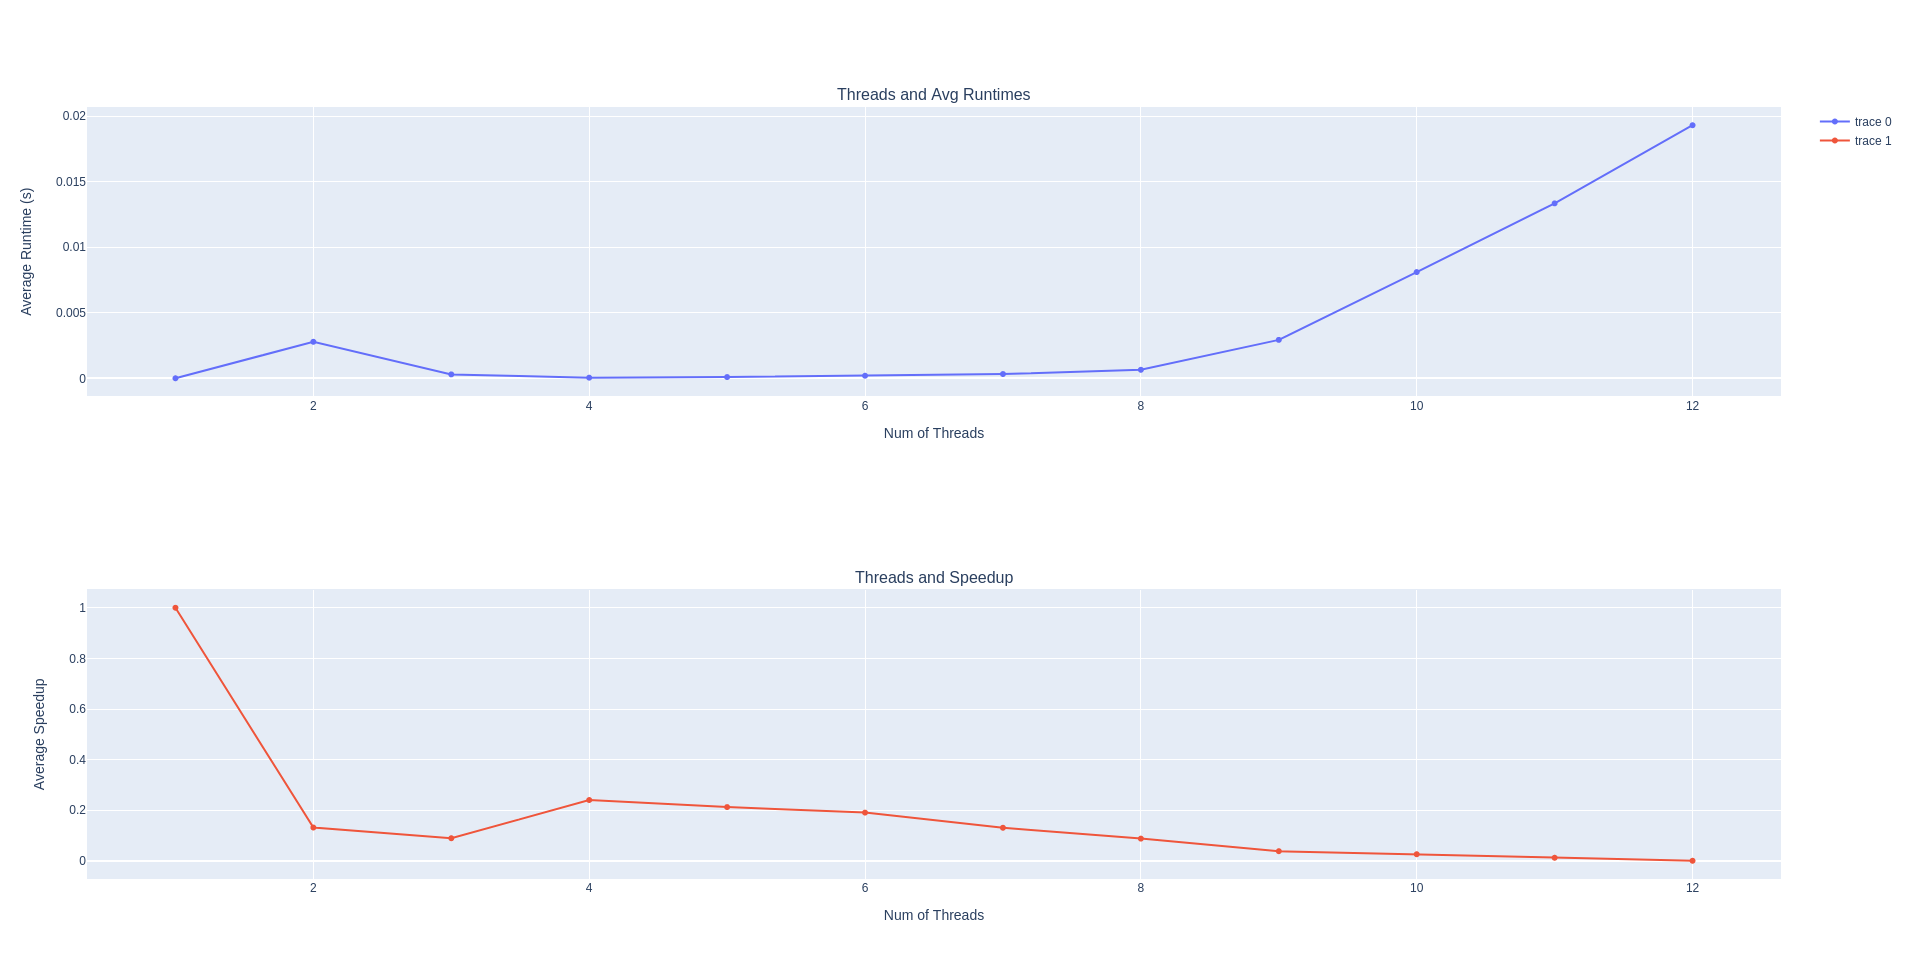 Threads and Avg Runtimes
Average Runtime (s)
0.02
0.015
0.01
0.005
0
2 4 6 8 10 12
Num of Threads
trace 0
trace 1
Threads and Speedup
Average Speedup
1
0.8
0.6
0.4
0.2
0
2 4 6 8 10 12
Num of Threads